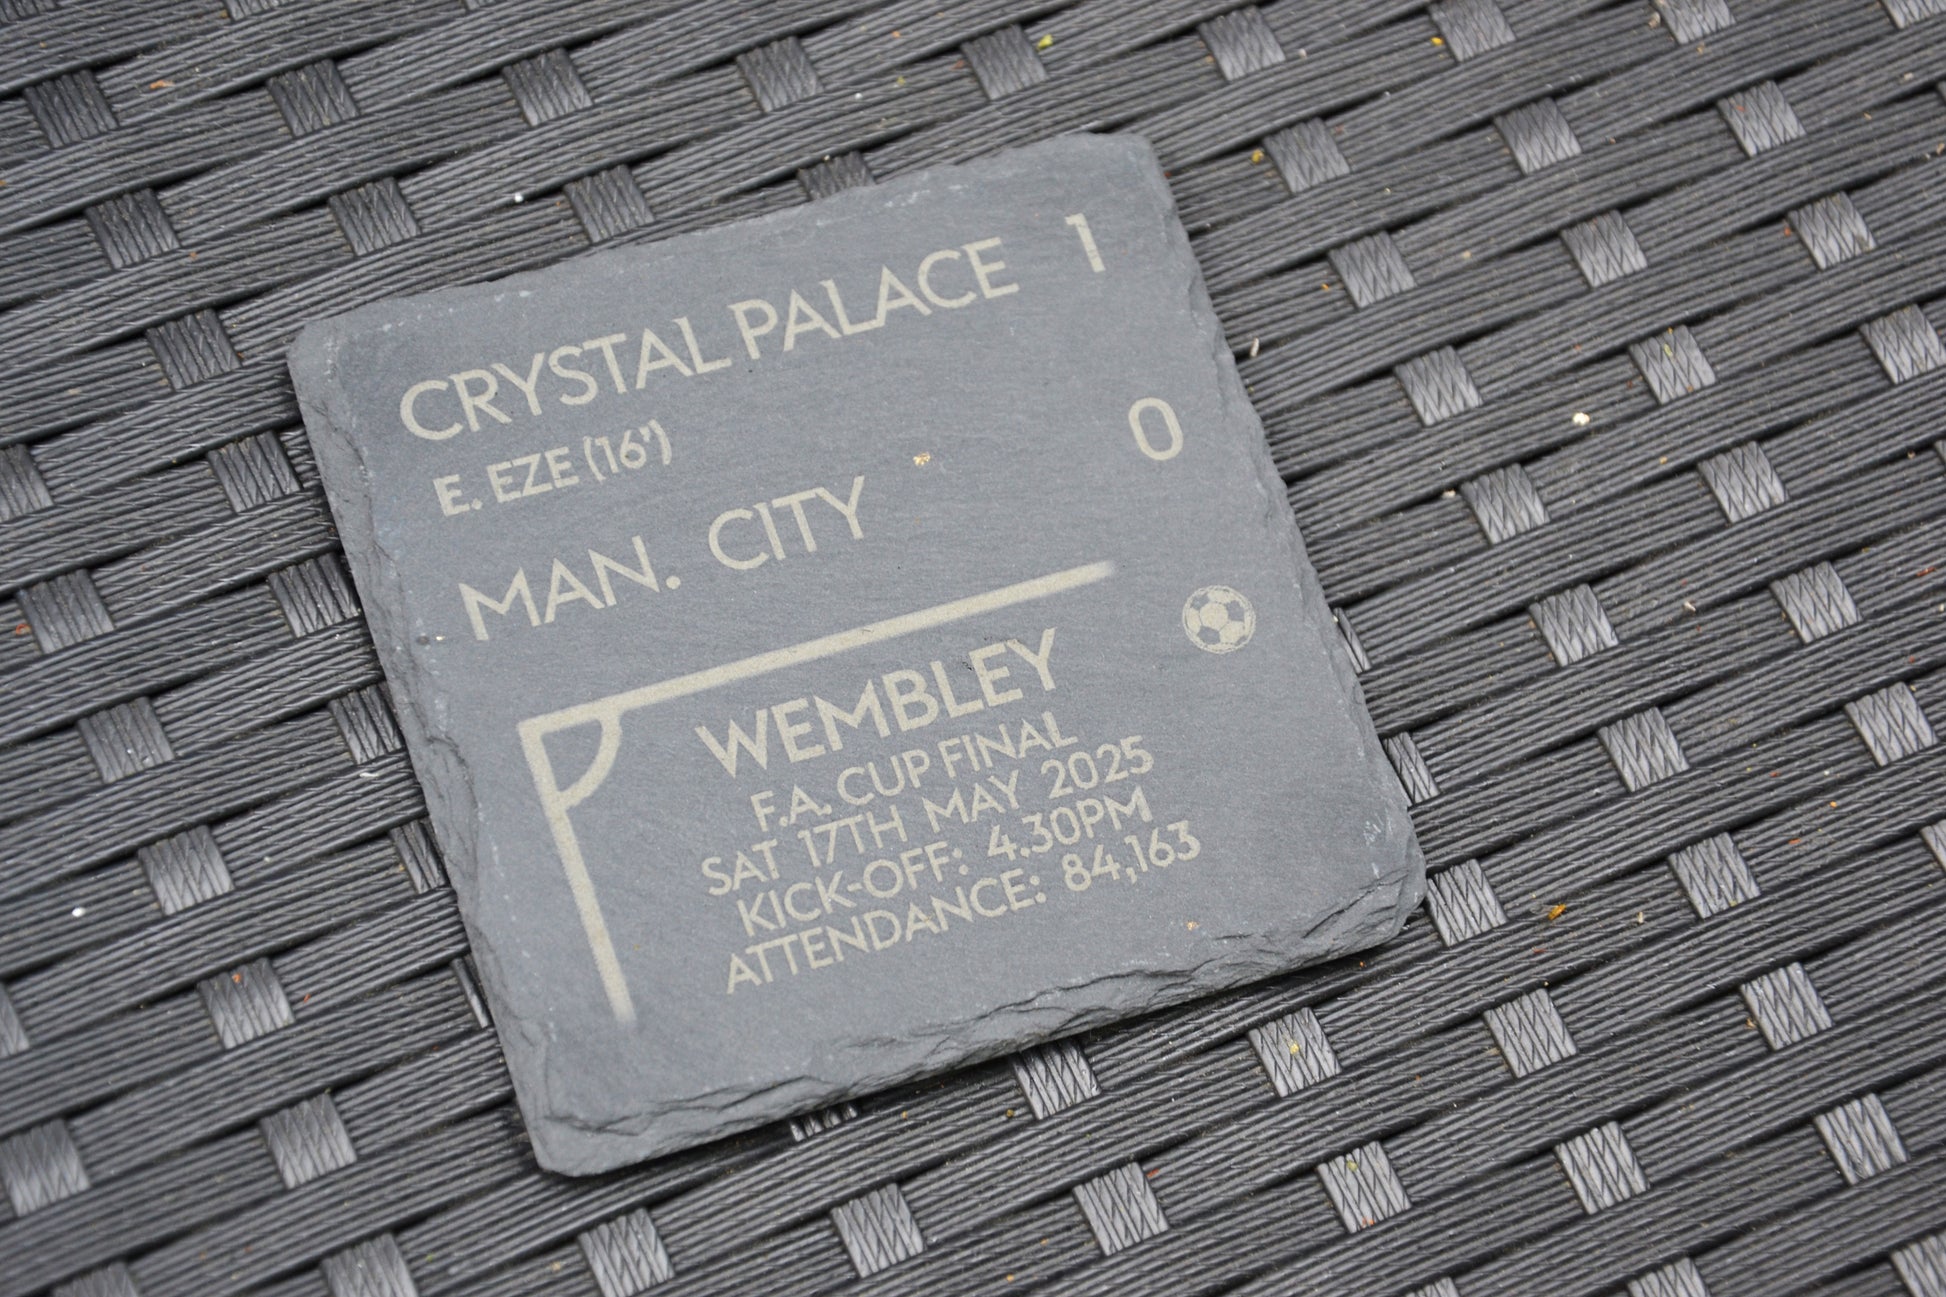 CRYSTAL PALACE 1
E. EZE (16')
MAN. CITY 0
WEMBLEY
F.A. CUP FINAL
SAT 17TH MAY 2025
KICK-OFF: 4.30PM
ATTENDANCE: 84,163